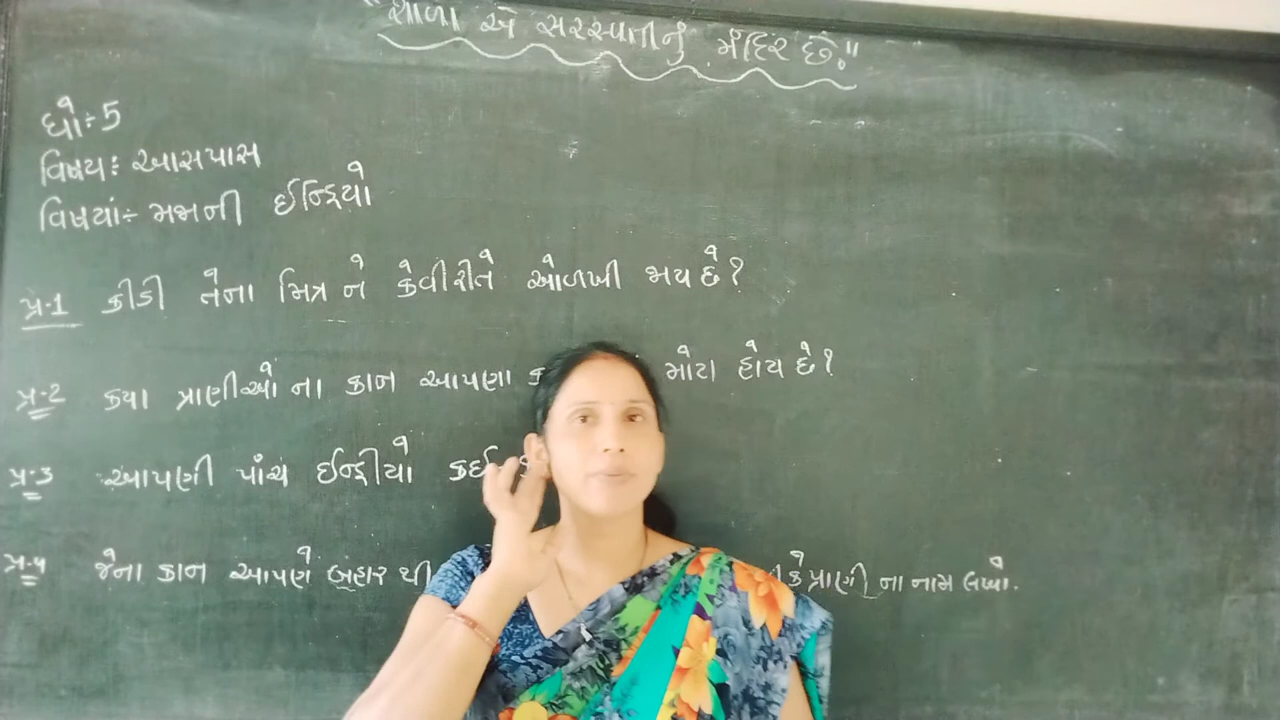 "શાળા એ સરસ્વતીનું મંદિર છે."
ધો÷5
વિષય: આસપાસ
વિષયાં÷ મજાની ઈન્દ્રિયો
પ્ર-1 કીડી તેના મિત્ર ને કેવીરીતે ઓળખી જાય છે?
પ્ર-2 કયા પ્રાણીઓ ના કાન આપણા મોટા હોય છે?
પ્ર-3 આપણી પાંચ ઈન્દ્રીયો કઈ
પ્ર-4 જેના કાન આપણે બહાર થી કે પ્રાણી ના નામ લખો.